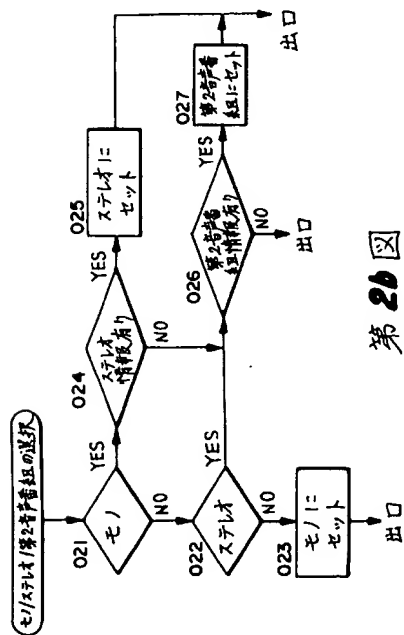 モノ/ステレオ/第2音声番組の選択
021
モノ
YES
NO
024
ステレオ
情報有り
YES
NO
025
ステレオに
セット
022
ステレオ
YES
NO
023
モノに
セット
出口
026
第2音声番
組情報有り
YES
NO
出口
027
第2音声番
組にセット
出口
第2b図